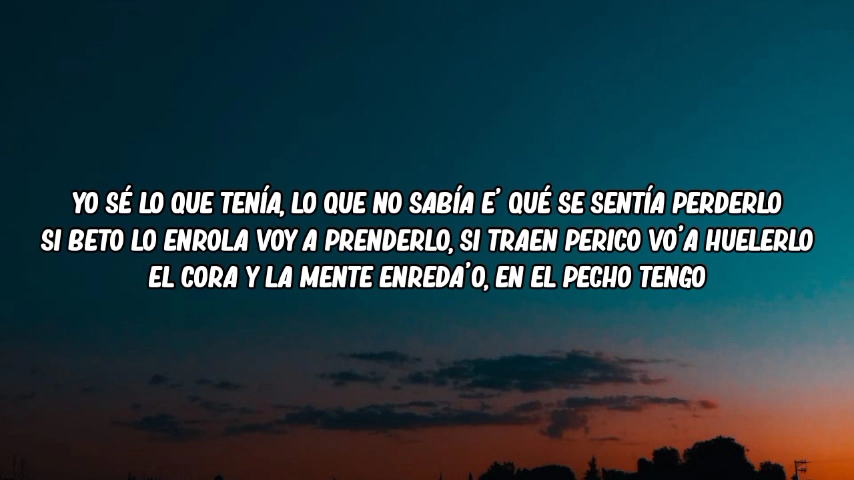 YO SÉ LO QUE TENÍA, LO QUE NO SABÍA E' QUÉ SE SENTÍA PERDERLO
SI BETO LO ENROLA VOY A PRENDERLO, SI TRAEN PERICO VO'A HUELERLO
EL CORA Y LA MENTE ENREDA'O, EN EL PECHO TENGO